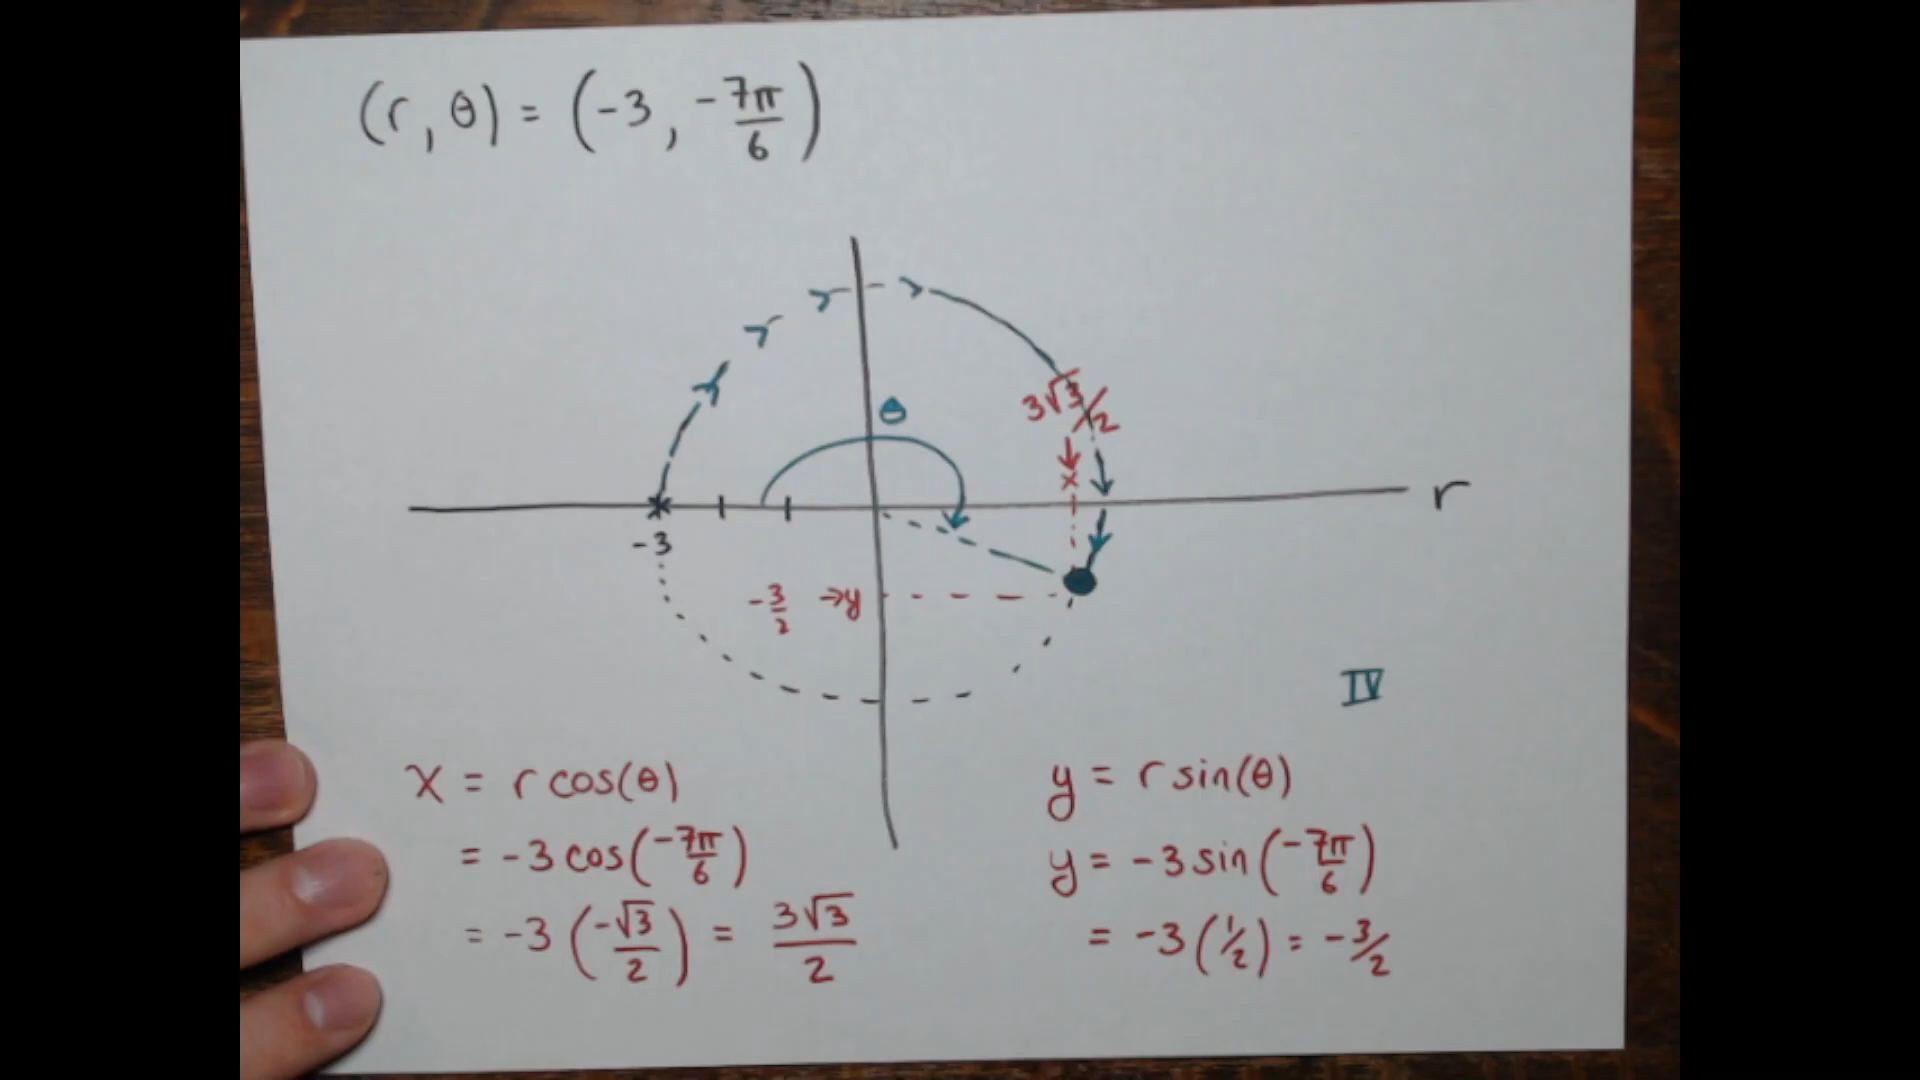 (r, θ) = (-3, -7π/6)
θ
3√3/2
x
r
-3
-3/2 → y
IV
x = r cos(θ)
= -3 cos(-7π/6)
= -3 (-√3/2) = 3√3/2
y = r sin(θ)
y = -3 sin(-7π/6)
= -3 (1/2) = -3/2